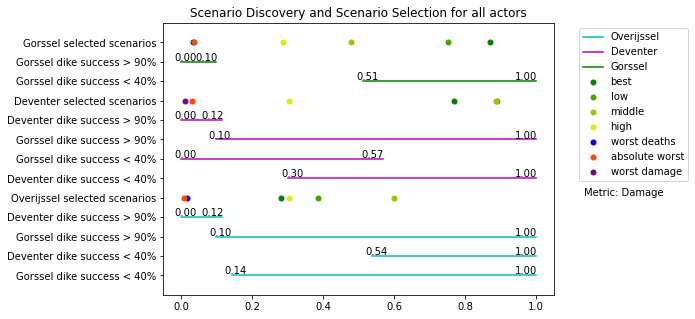 Scenario Discovery and Scenario Selection for all actors
Gorssel selected scenarios
Gorssel dike success > 90% 0.00 0.10
Gorssel dike success < 40% 0.51 1.00
Deventer selected scenarios
Deventer dike success > 90% 0.00 0.12
Gorssel dike success > 90% 0.10 1.00
Gorssel dike success < 40% 0.00 0.57
Deventer dike success < 40% 0.30 1.00
Overijssel selected scenarios
Deventer dike success > 90% 0.00 0.12
Gorssel dike success > 90% 0.10 1.00
Deventer dike success < 40% 0.54 1.00
Gorssel dike success < 40% 0.14 1.00
0.0 0.2 0.4 0.6 0.8 1.0
Overijssel
Deventer
Gorssel
best
low
middle
high
worst deaths
absolute worst
worst damage
Metric: Damage